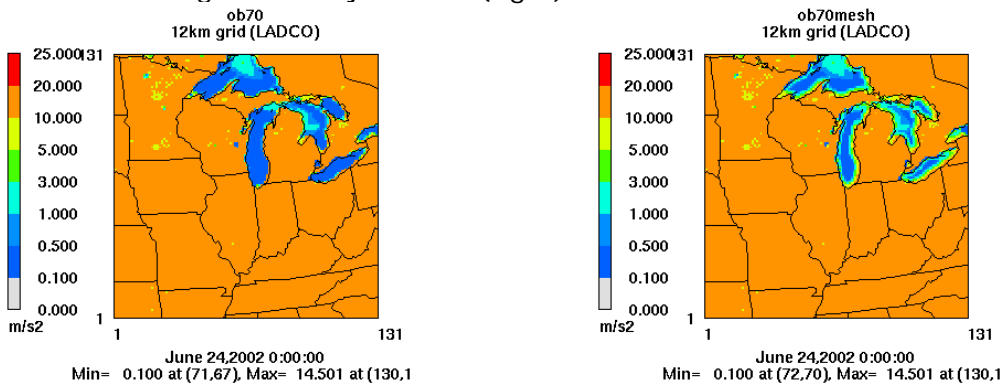 ob70
12km grid (LADCO)
25.000
20.000
10.000
5.000
3.000
1.000
0.500
0.100
0.000
m/s2
131
1
1
131
June 24,2002 0:00:00
Min= 0.100 at (71,67), Max= 14.501 at (130,1
ob70mesh
12km grid (LADCO)
25.000
20.000
10.000
5.000
3.000
1.000
0.500
0.100
0.000
m/s2
131
1
1
131
June 24,2002 0:00:00
Min= 0.100 at (72,70), Max= 14.501 at (130,1